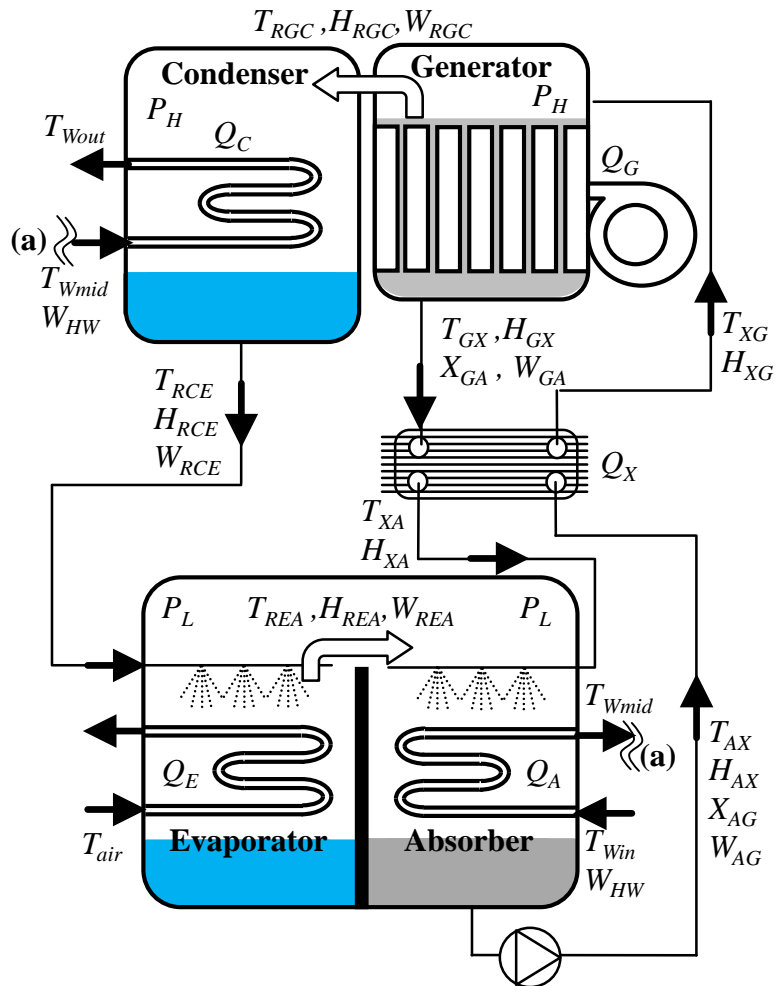 T_RGC ,H_RGC, W_RGC
Condenser
Generator
P_H
P_H
T_Wout
Q_C
Q_G
(a)
T_Wmid
W_HW
T_GX ,H_GX
X_GA , W_GA
T_XG
H_XG
T_RCE
H_RCE
W_RCE
Q_X
T_XA
H_XA
P_L
T_REA ,H_REA, W_REA
P_L
T_Wmid
(a)
T_AX
H_AX
X_AG
W_AG
Q_E
Q_A
T_air
Evaporator
Absorber
T_Win
W_HW